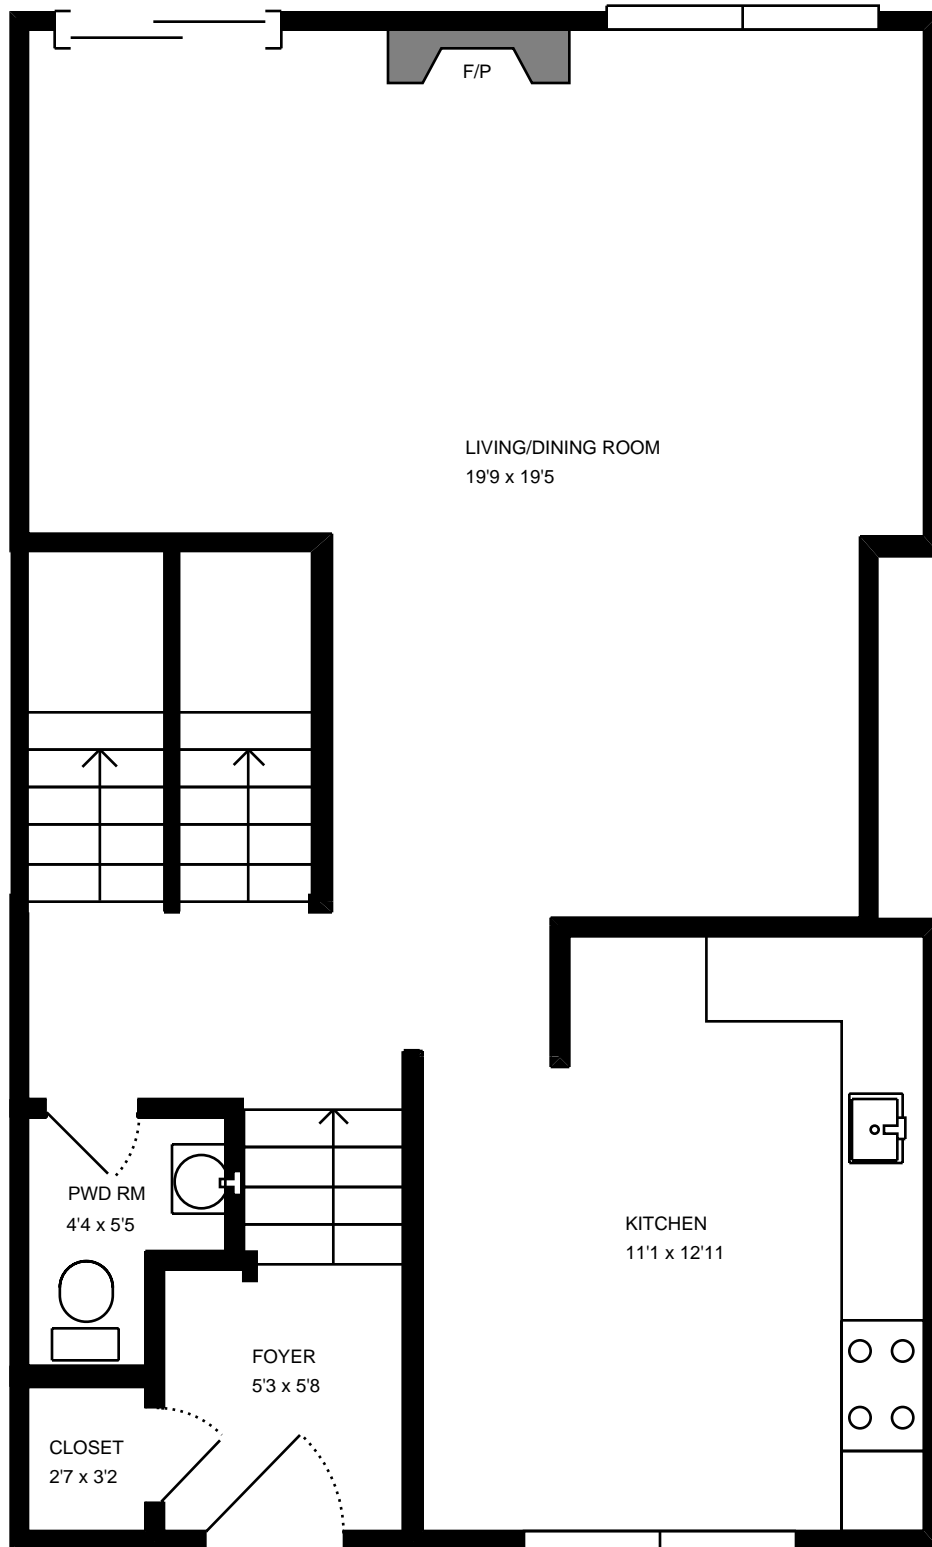 F/P
LIVING/DINING ROOM
19'9 x 19'5
PWD RM
4'4 x 5'5
KITCHEN
11'1 x 12'11
FOYER
5'3 x 5'8
CLOSET
2'7 x 3'2